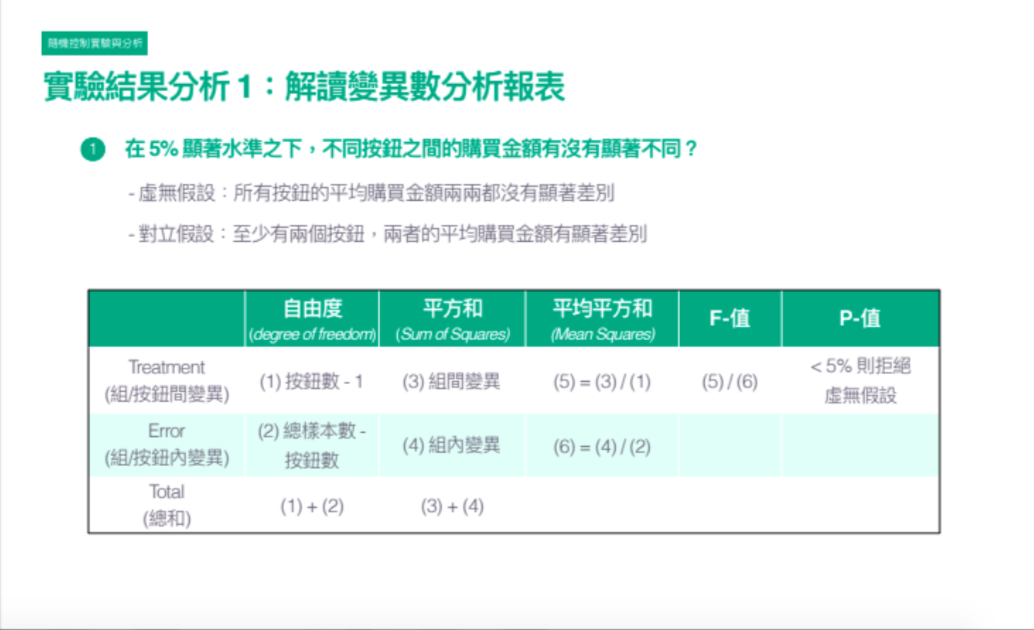 隨機控制實驗與分析
實驗結果分析 1：解讀變異數分析報表
1 在 5% 顯著水準之下，不同按鈕之間的購買金額有沒有顯著不同？
- 虛無假設：所有按鈕的平均購買金額兩兩都沒有顯著差別
- 對立假設：至少有兩個按鈕，兩者的平均購買金額有顯著差別
自由度 平方和 平均平方和 F-值 P-值
(degree of freedom) (Sum of Squares) (Mean Squares)
Treatment
(組/按鈕間變異)
(1) 按鈕數 - 1
(3) 組間變異
(5) = (3) / (1)
(5) / (6)
< 5% 則拒絕
虛無假設
Error
(組/按鈕內變異)
(2) 總樣本數 -
按鈕數
(4) 組內變異
(6) = (4) / (2)
Total
(總和)
(1) + (2)
(3) + (4)